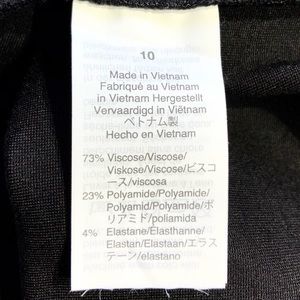 10
Made in Vietnam
Fabriqué au Vietnam
in Vietnam Hergestellt
Vervaardigd in Viëtnam
ベトナム製
Hecho en Vietnam
73% Viscose/Viscose/
Viskose/Viscose/ビスコ
ース/viscosa
23% Polyamide/Polyamide/
Polyamid/Polyamide/ポ
リアミド/poliamida
4% Elastane/Élasthanne/
Elastan/Elastaan/エラス
テーン/elastano